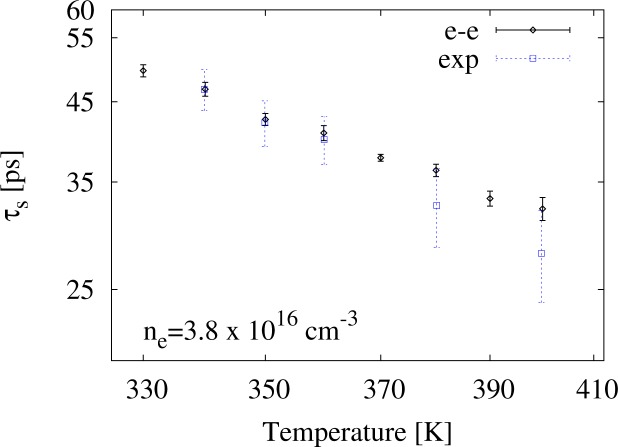 60
55
45
35
25
τs [ps]
e-e
exp
ne=3.8 x 10^16 cm^-3
330 350 370 390 410
Temperature [K]